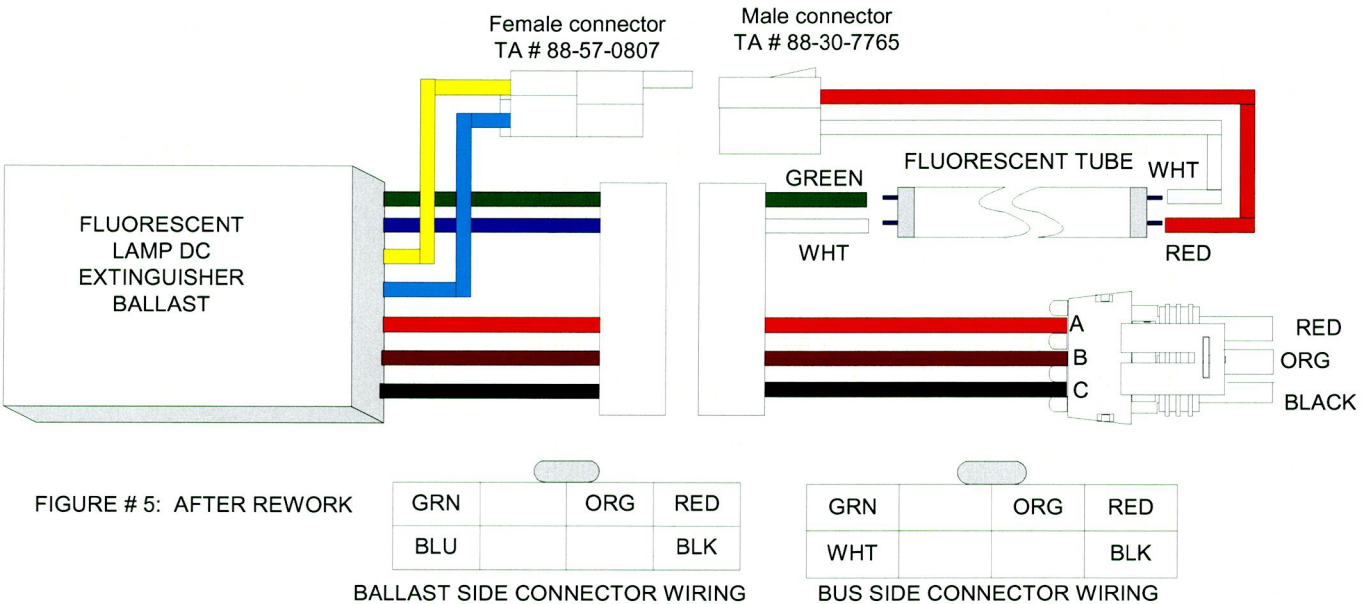 Female connector
TA # 88-57-0807
Male connector
TA # 88-30-7765
FLUORESCENT
LAMP DC
EXTINGUISHER
BALLAST
GREEN
WHT
FLUORESCENT TUBE
WHT
RED
A
B
C
RED
ORG
BLACK
FIGURE # 5: AFTER REWORK
GRN ORG RED
BLU BLK
BALLAST SIDE CONNECTOR WIRING
GRN ORG RED
WHT BLK
BUS SIDE CONNECTOR WIRING